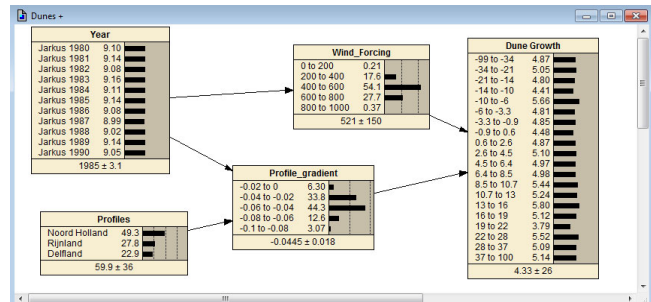 Dunes +
Year
Jarkus 1980 9.10
Jarkus 1981 9.14
Jarkus 1982 9.08
Jarkus 1983 9.16
Jarkus 1984 9.11
Jarkus 1985 9.14
Jarkus 1986 9.08
Jarkus 1987 8.99
Jarkus 1988 9.02
Jarkus 1989 9.14
Jarkus 1990 9.05
1985 ± 3.1
Wind_Forcing
0 to 200 0.21
200 to 400 17.6
400 to 600 54.1
600 to 800 27.7
800 to 1000 0.37
521 ± 150
Dune Growth
-99 to -34 4.87
-34 to -21 5.05
-21 to -14 4.80
-14 to -10 4.41
-10 to -6 5.66
-6 to -3.3 4.81
-3.3 to -0.9 4.85
-0.9 to 0.6 4.48
0.6 to 2.6 4.87
2.6 to 4.5 5.10
4.5 to 6.4 4.97
6.4 to 8.5 4.98
8.5 to 10.7 5.44
10.7 to 13 5.24
13 to 16 5.80
16 to 19 5.12
19 to 22 3.79
22 to 28 5.52
28 to 37 5.09
37 to 100 5.14
4.33 ± 26
Profile_gradient
-0.02 to 0 6.30
-0.04 to -0.02 33.8
-0.06 to -0.04 44.3
-0.08 to -0.06 12.6
-0.1 to -0.08 3.07
-0.0445 ± 0.018
Profiles
Noord Holland 49.3
Rijnland 27.8
Delfland 22.9
59.9 ± 36